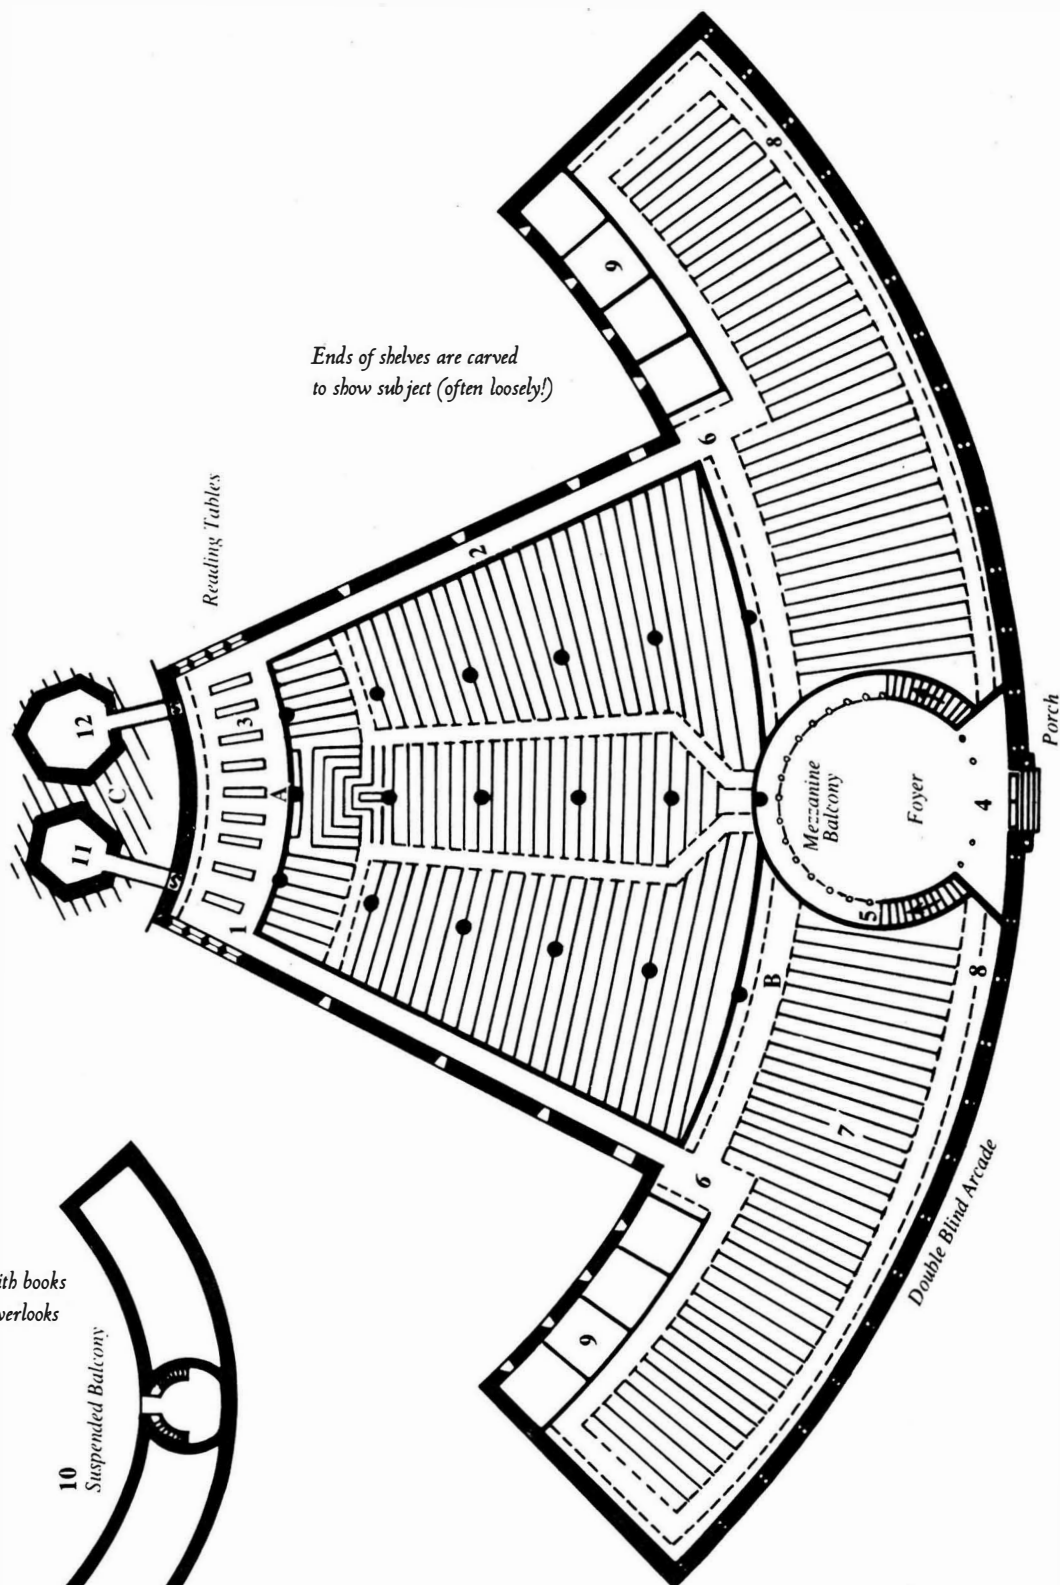 8
9
Ends of shelves are carved
to show subject (often loosely!)
6
Reading Tables
2
12
3
C
A
11
1
Mezzanine
Balcony
Foyer
4
Porch
5
B
8
7
6
Double Blind Arcade
9
ith books
verlooks
10
Suspended Balcony